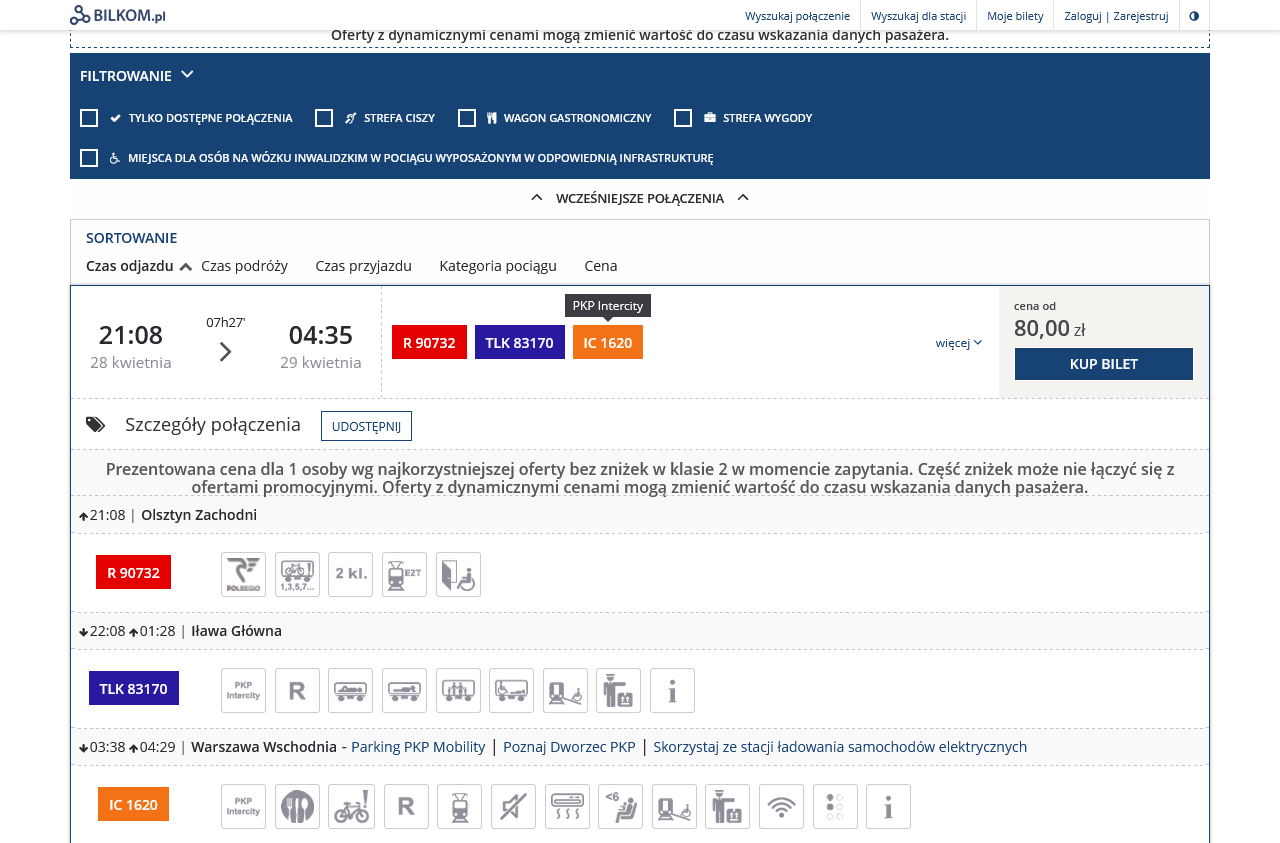 BILKOM.pl
Wyszukaj połączenie Wyszukaj dla stacji Moje bilety Zaloguj | Zarejestruj
Oferty z dynamicznymi cenami mogą zmienić wartość do czasu wskazania danych pasażera.
FILTROWANIE
TYLKO DOSTĘPNE POŁĄCZENIA STREFA CISZY WAGON GASTRONOMICZNY STREFA WYGODY
MIEJSCA DLA OSÓB NA WÓZKU INWALIDZKIM W POCIĄGU WYPOSAŻONYM W ODPOWIEDNIĄ INFRASTRUKTURĘ
WCZEŚNIEJSZE POŁĄCZENIA
SORTOWANIE
Czas odjazdu Czas podróży Czas przyjazdu Kategoria pociągu Cena
21:08
28 kwietnia
07h27'
04:35
29 kwietnia
PKP Intercity
R 90732 TLK 83170 IC 1620
więcej
cena od
80,00 zł
KUP BILET
Szczegóły połączenia UDOSTĘPNIJ
Prezentowana cena dla 1 osoby wg najkorzystniejszej oferty bez zniżek w klasie 2 w momencie zapytania. Część zniżek może nie łączyć się z
ofertami promocyjnymi. Oferty z dynamicznymi cenami mogą zmienić wartość do czasu wskazania danych pasażera.
21:08 | Olsztyn Zachodni
R 90732 POLREGIO 1,3,5,7... 2 kl. EZT
22:08 01:28 | Iława Główna
TLK 83170 PKP Intercity R i
03:38 04:29 | Warszawa Wschodnia - Parking PKP Mobility | Poznaj Dworzec PKP | Skorzystaj ze stacji ładowania samochodów elektrycznych
IC 1620 PKP Intercity R <6 i